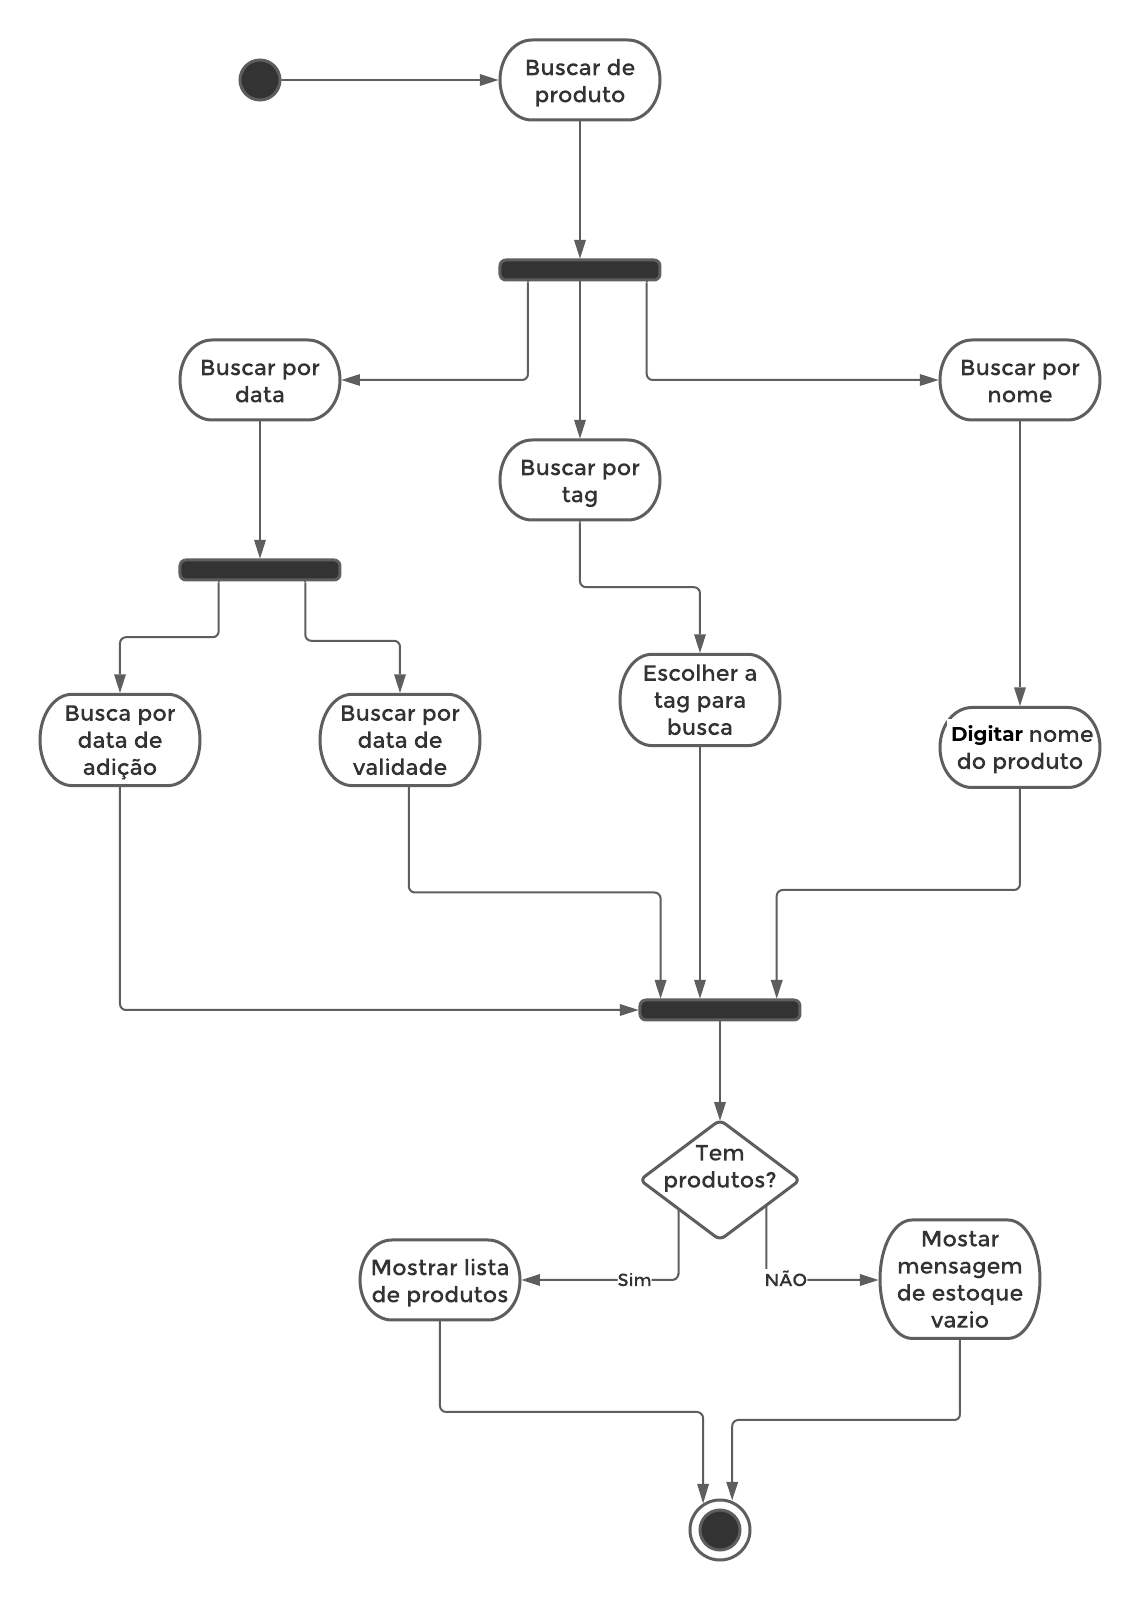 Buscar de
produto
Buscar por
data
Buscar por
nome
Buscar por
tag
Escolher a
tag para
busca
Busca por
data de
adição
Buscar por
data de
validade
Digitar nome
do produto
Tem
produtos?
Sim
NÃO
Mostrar lista
de produtos
Mostar
mensagem
de estoque
vazio